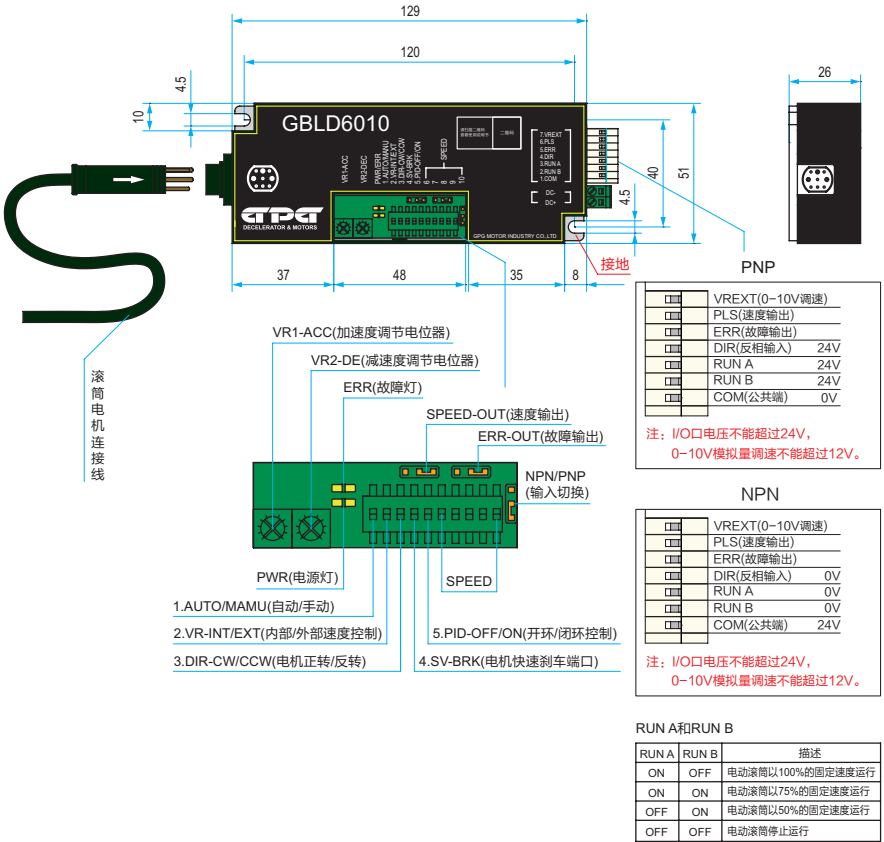 129
120
4.5
10
26
40
51
4.5
37
48
35
8
GBLD6010
二维码
VR1-ACC
VR2-DEC
PWR/ERR
1.AUTO/MANU
2.VR-INT/EXT
3.DIR-CW/CCW
4.SV-BRK
5.PID-OFF/ON
6
7
8
9
10
SPEED
7.VREXT
6.PLS
5.ERR
4.DIR
3.RUN A
2.RUN B
1.COM
DC-
DC+
GPG
DECELERATOR & MOTORS
GPG MOTOR INDUSTRY CO.,LTD
接地
滚筒电机连接线
VR1-ACC(加速度调节电位器)
VR2-DE(减速度调节电位器)
ERR(故障灯)
SPEED-OUT(速度输出)
ERR-OUT(故障输出)
NPN/PNP
(输入切换)
PWR(电源灯)
SPEED
1.AUTO/MAMU(自动/手动)
2.VR-INT/EXT(内部/外部速度控制)
3.DIR-CW/CCW(电机正转/反转)
5.PID-OFF/ON(开环/闭环控制)
4.SV-BRK(电机快速刹车端口)
PNP
VREXT(0-10V调速)
PLS(速度输出)
ERR(故障输出)
DIR(反相输入) 24V
RUN A 24V
RUN B 24V
COM(公共端) 0V
注：I/O口电压不能超过24V，
0-10V模拟量调速不能超过12V。
NPN
VREXT(0-10V调速)
PLS(速度输出)
ERR(故障输出)
DIR(反相输入) 0V
RUN A 0V
RUN B 0V
COM(公共端) 24V
注：I/O口电压不能超过24V，
0-10V模拟量调速不能超过12V。
RUN A和RUN B
RUN A RUN B 描述
ON OFF 电动滚筒以100%的固定速度运行
ON ON 电动滚筒以75%的固定速度运行
OFF ON 电动滚筒以50%的固定速度运行
OFF OFF 电动滚筒停止运行